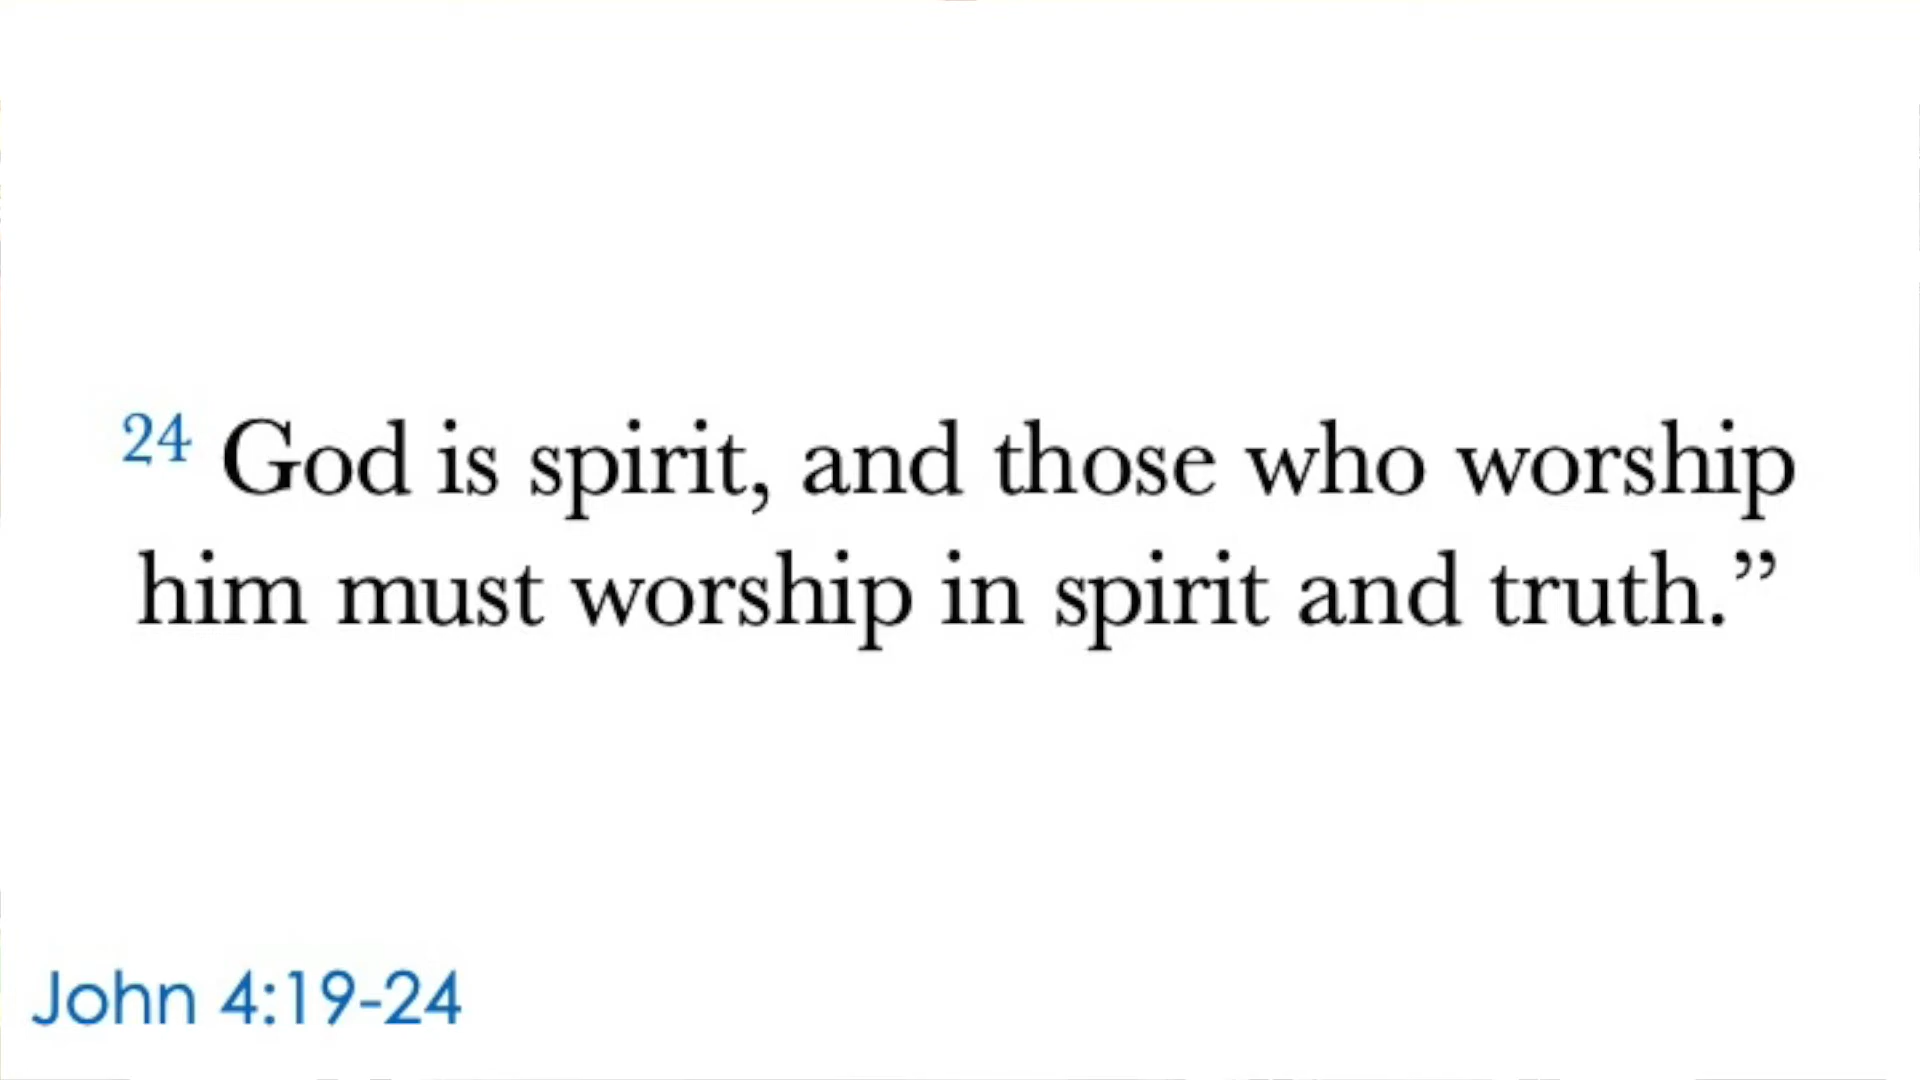 24 God is spirit, and those who worship
him must worship in spirit and truth.”
John 4:19-24